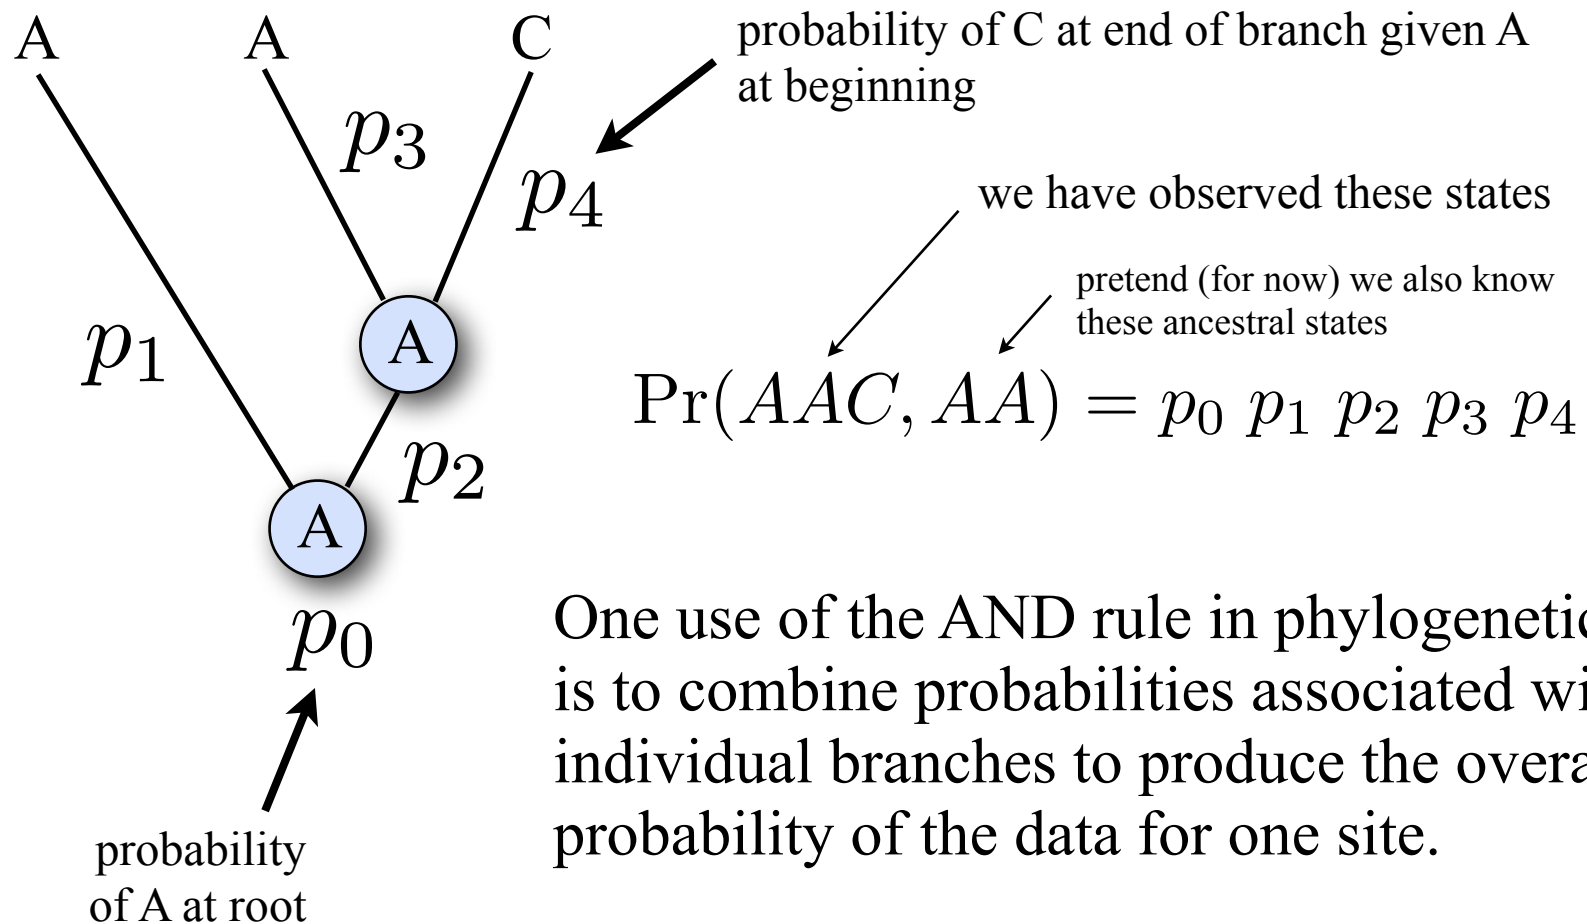 A A C
probability of C at end of branch given A
at beginning
p3
p4
we have observed these states
pretend (for now) we also know
these ancestral states
p1
A
Pr(AAC, AA) = p0 p1 p2 p3 p4
p2
A
p0
One use of the AND rule in
is to combine probabilities associated
individual branches to produce the
probability of the data for one site.
probability
of A at root